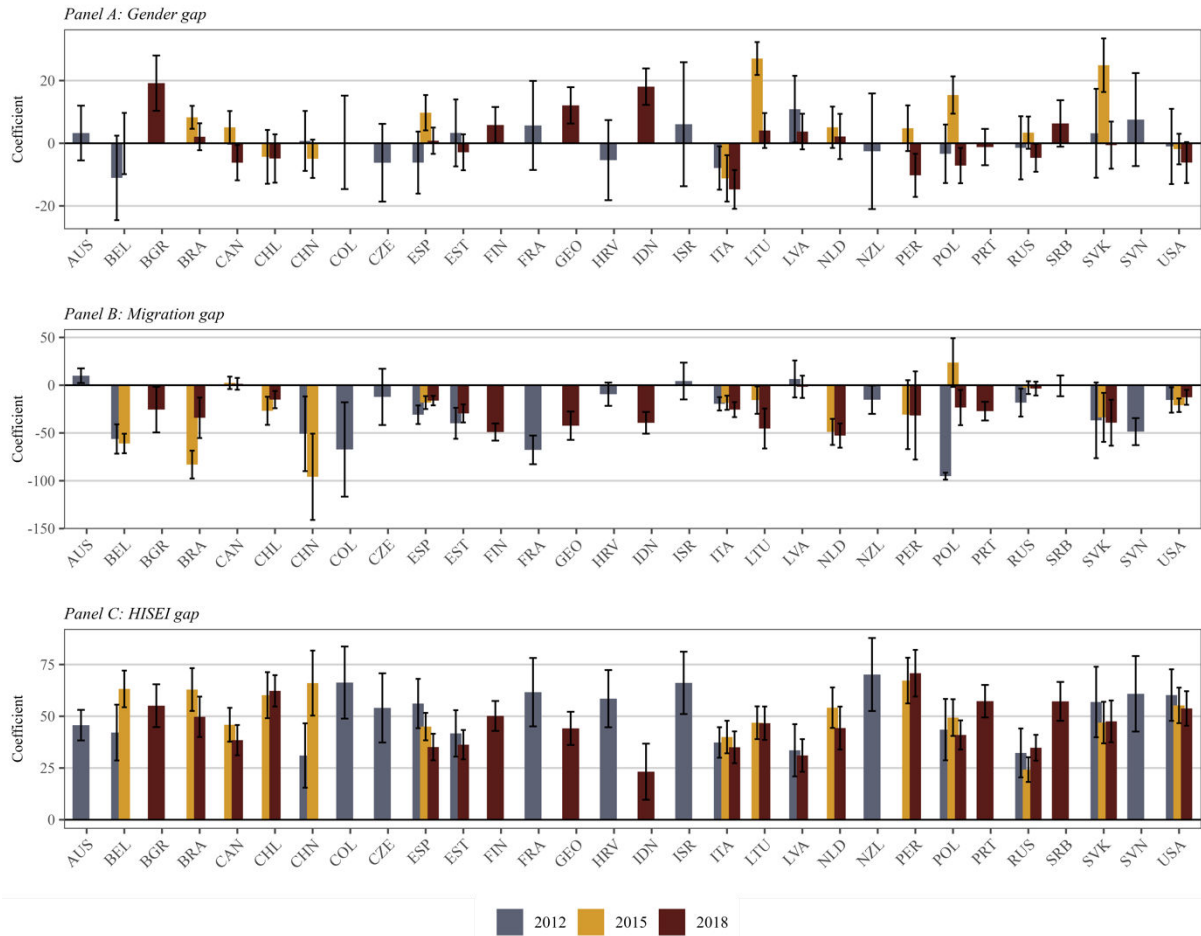 Panel A: Gender gap
Coefficient
20
0
-20
AUS BEL BGR BRA CAN CHL CHN COL CZE ESP EST FIN FRA GEO HRV IDN ISR ITA LTU LVA NLD NZL PER POL PRT RUS SRB SVK SVN USA
Panel B: Migration gap
Coefficient
50
0
-50
-100
-150
AUS BEL BGR BRA CAN CHL CHN COL CZE ESP EST FIN FRA GEO HRV IDN ISR ITA LTU LVA NLD NZL PER POL PRT RUS SRB SVK SVN USA
Panel C: HISEI gap
Coefficient
75
50
25
0
AUS BEL BGR BRA CAN CHL CHN COL CZE ESP EST FIN FRA GEO HRV IDN ISR ITA LTU LVA NLD NZL PER POL PRT RUS SRB SVK SVN USA
2012 2015 2018